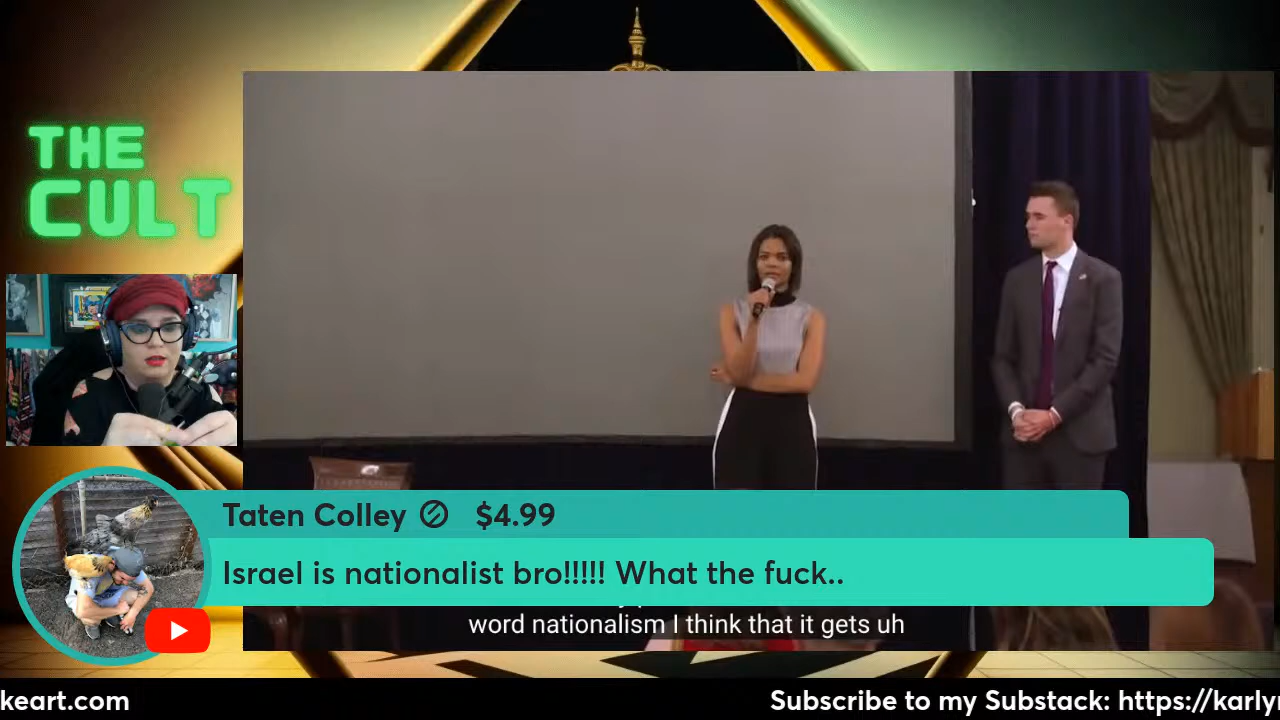 THE
CULT
Taten Colley $4.99
Israel is nationalist bro!!!!! What the fuck..
word nationalism I think that it gets uh
keart.com
Subscribe to my Substack: https://karly